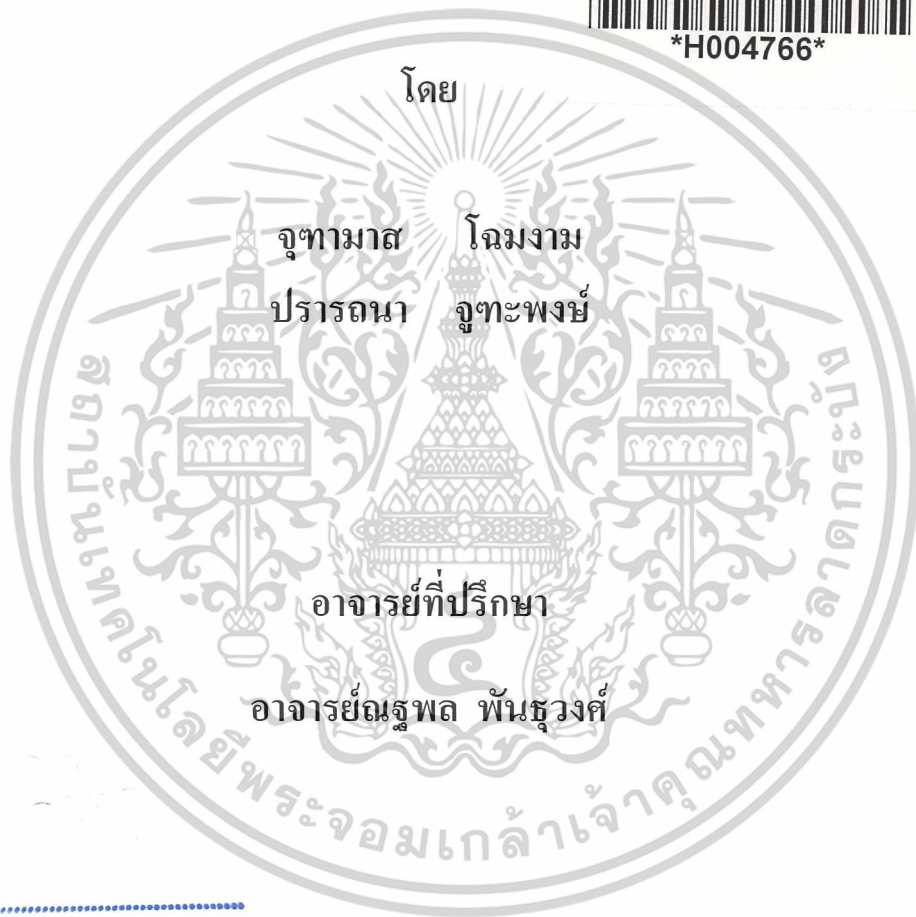 *H004766*
โดย
จุฑามาส โฉมงาม
ปรารถนา จูฑะพงษ์
อาจารย์ที่ปรึกษา
อาจารย์ณฐพล พันธุวงศ์
สถาบันเทคโนโลยีพระจอมเกล้าเจ้าคุณทหารลาดกระบัง